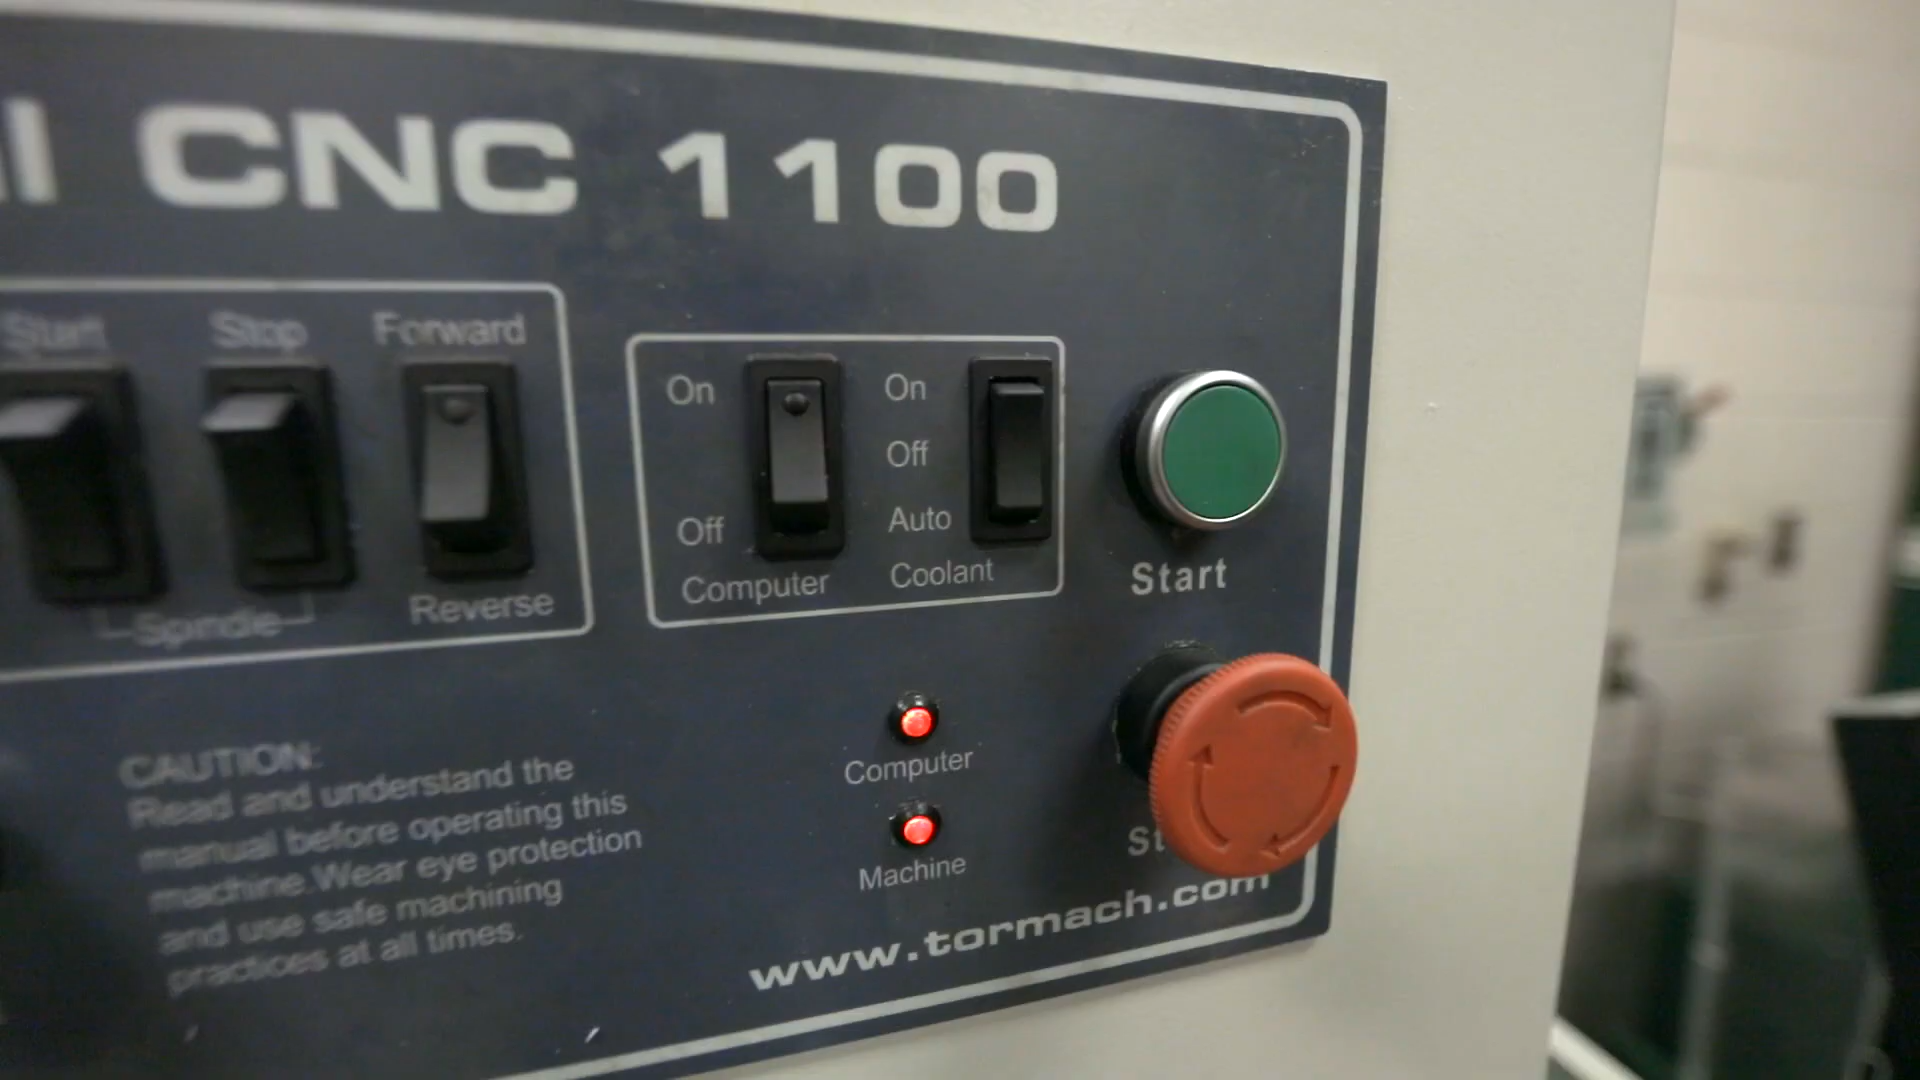 CNC 1100
Start
Stop
Forward
Spindle
Reverse
On
Off
Computer
On
Off
Auto
Coolant
Start
CAUTION:
Read and understand the
manual before operating this
machine.Wear eye protection
and use safe machining
practices at all times.
Computer
Machine
www.tormach.com